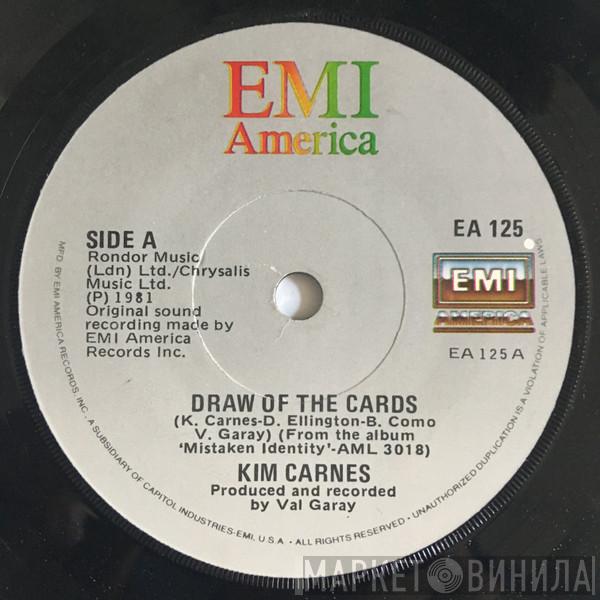 EMI
America
SIDE A
EA 125
Rondor Music
(Ldn) Ltd./Chrysalis
Music Ltd.
(P) 1981
Original sound
recording made by
EMI America
Records Inc.
EMI
AMERICA
EA 125 A
DRAW OF THE CARDS
(K. Carnes-D. Ellington-B. Como
V. Garay) (From the album
'Mistaken Identity'-AML 3018)
KIM CARNES
Produced and recorded
by Val Garay
MFD. BY EMI AMERICA RECORDS, INC. • A SUBSIDIARY OF CAPITOL INDUSTRIES-EMI, U.S.A. • ALL RIGHTS RESERVED • UNAUTHORIZED DUPLICATION IS A VIOLATION OF APPLICABLE LAWS
МАРКЕТ ВИНИЛА